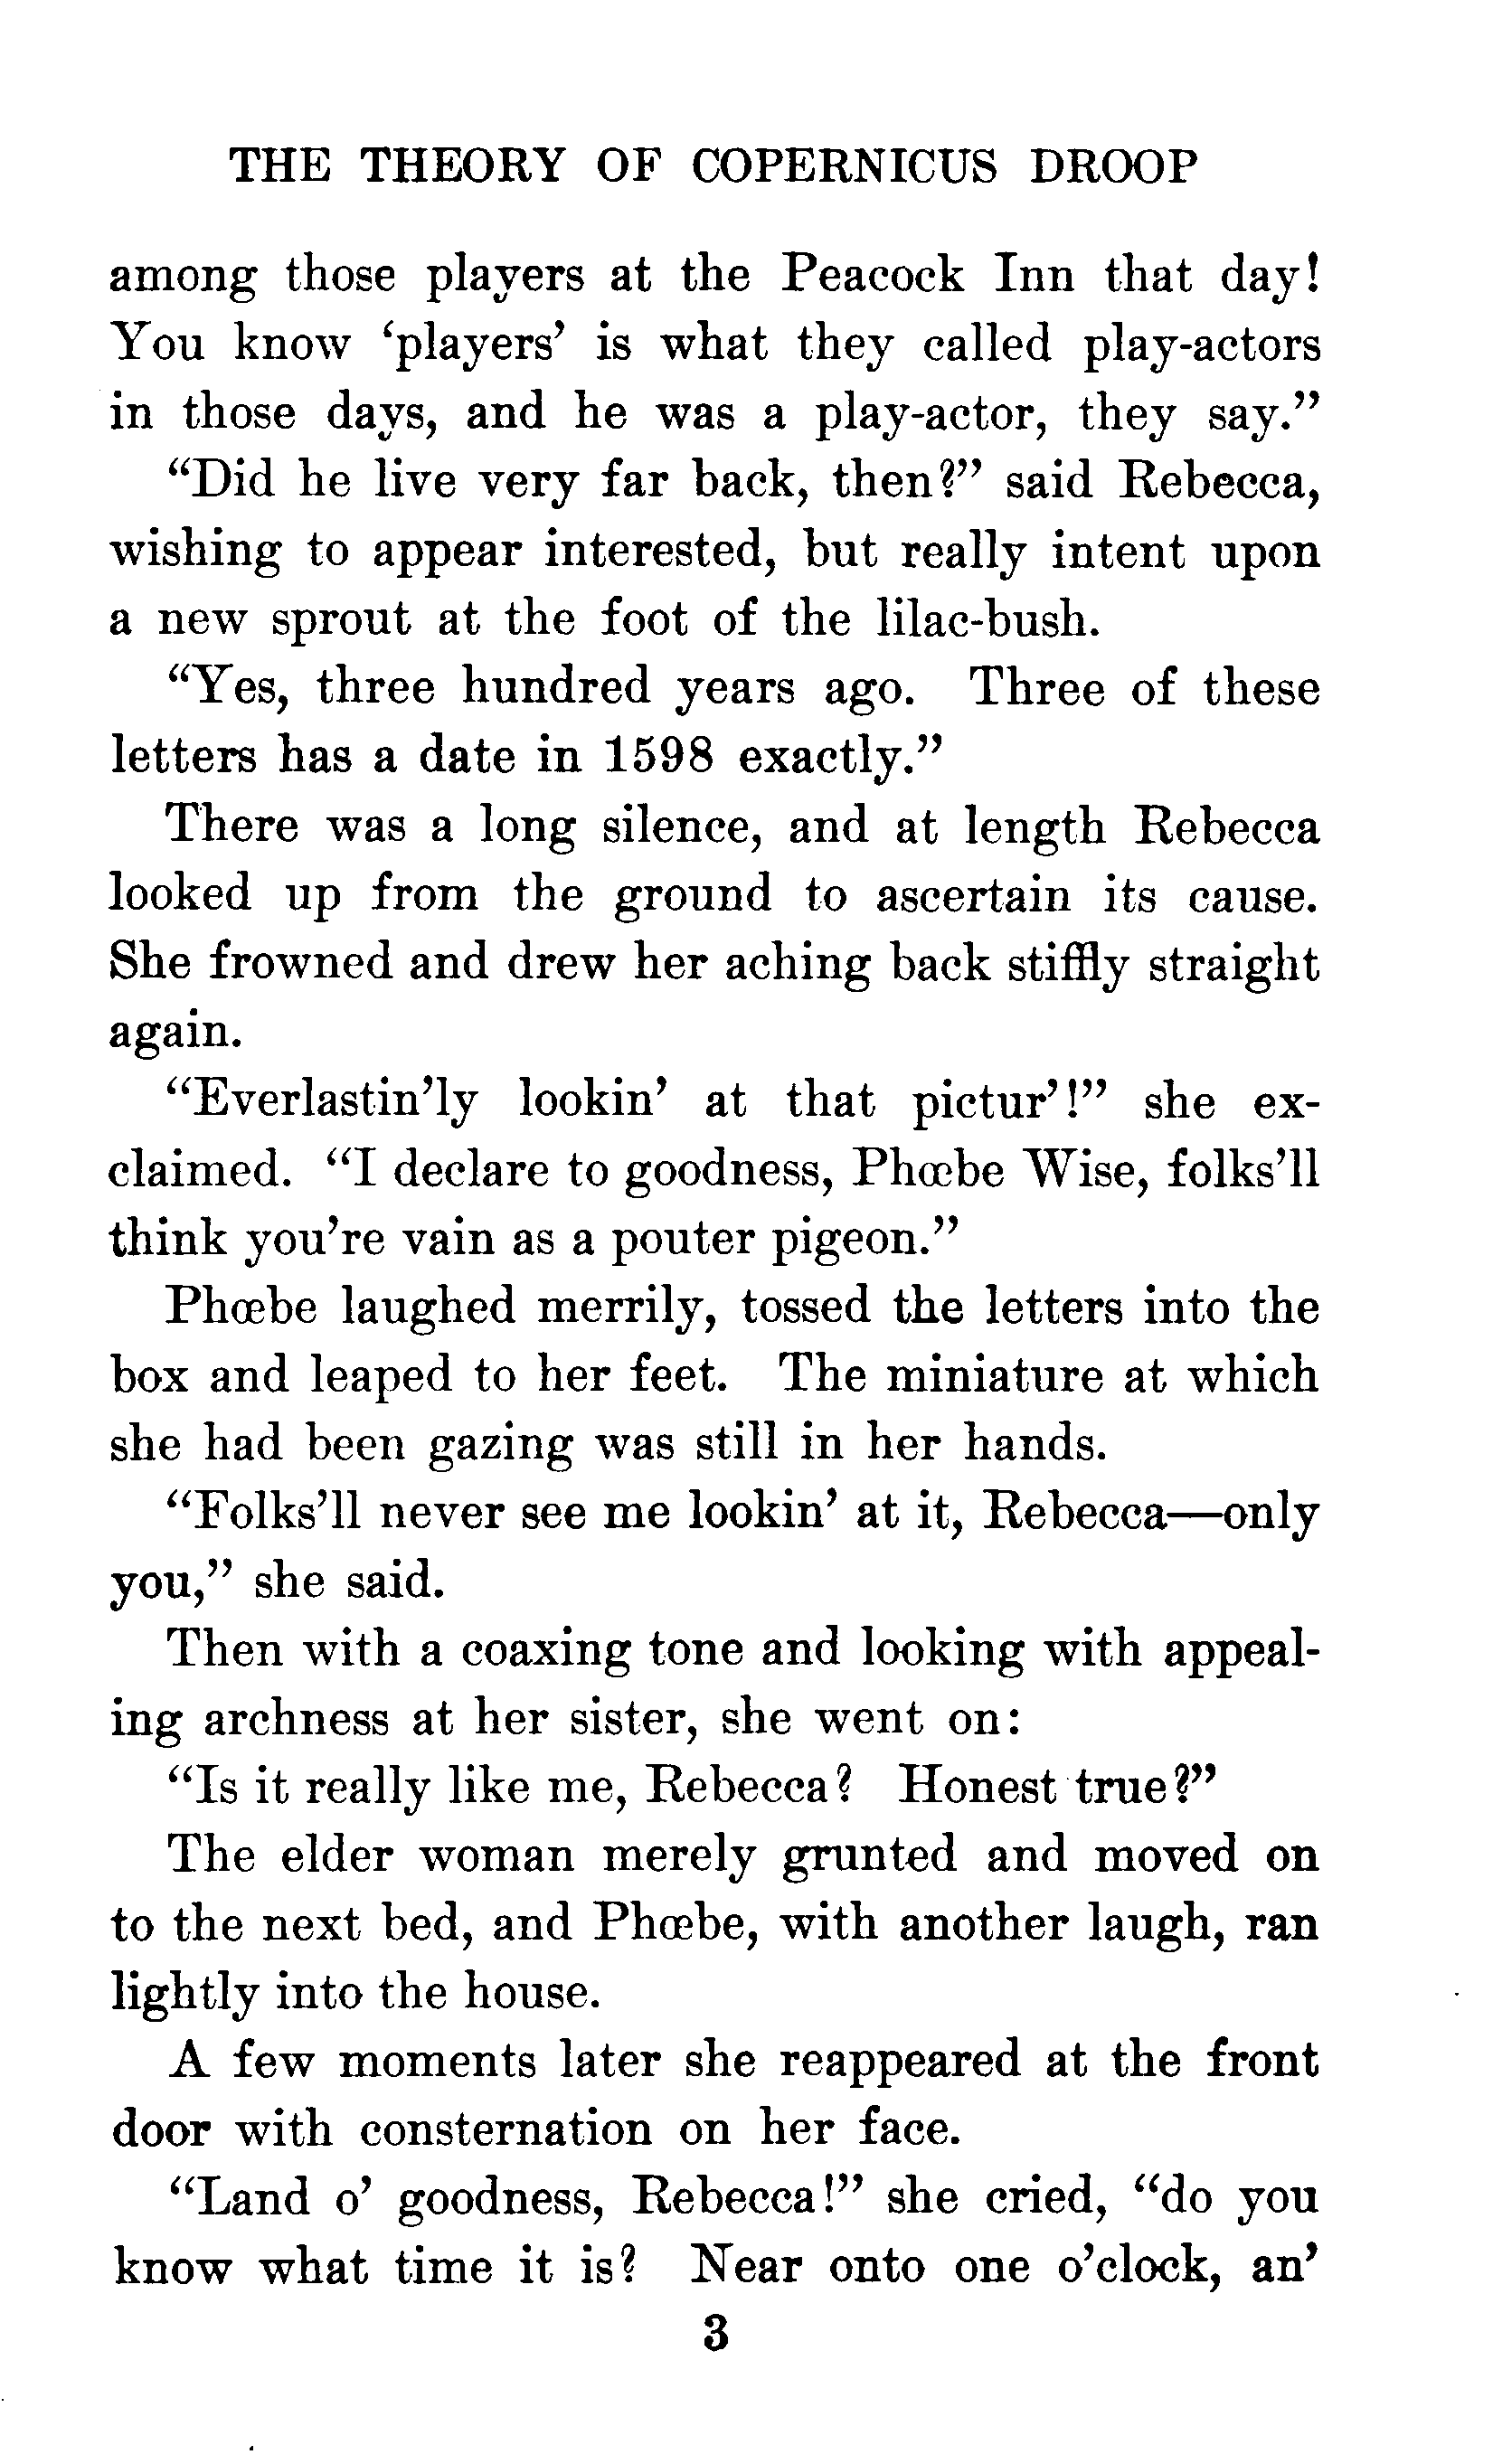 THE THEORY OF COPERNICUS DROOP
among those players at the Peacock Inn that day!
You know ‘players’ is what they called play-actors
in those days, and he was a play-actor, they say.”
“Did he live very far back, then?” said Rebecca,
wishing to appear interested, but really intent upon
a new sprout at the foot of the lilac-bush.
“Yes, three hundred years ago. Three of these
letters has a date in 1598 exactly.”
There was a long silence, and at length Rebecca
looked up from the ground to ascertain its cause.
She frowned and drew her aching back stiffly straight
again.
“Everlastin’ly lookin’ at that pictur’!” she ex-
claimed. “I declare to goodness, Phœbe Wise, folks’ll
think you’re vain as a pouter pigeon.”
Phœbe laughed merrily, tossed the letters into the
box and leaped to her feet. The miniature at which
she had been gazing was still in her hands.
“Folks’ll never see me lookin’ at it, Rebecca—only
you,” she said.
Then with a coaxing tone and looking with appeal-
ing archness at her sister, she went on:
“Is it really like me, Rebecca? Honest true?”
The elder woman merely grunted and moved on
to the next bed, and Phœbe, with another laugh, ran
lightly into the house.
A few moments later she reappeared at the front
door with consternation on her face.
“Land o’ goodness, Rebecca!” she cried, “do you
know what time it is? Near onto one o’clock, an’
3